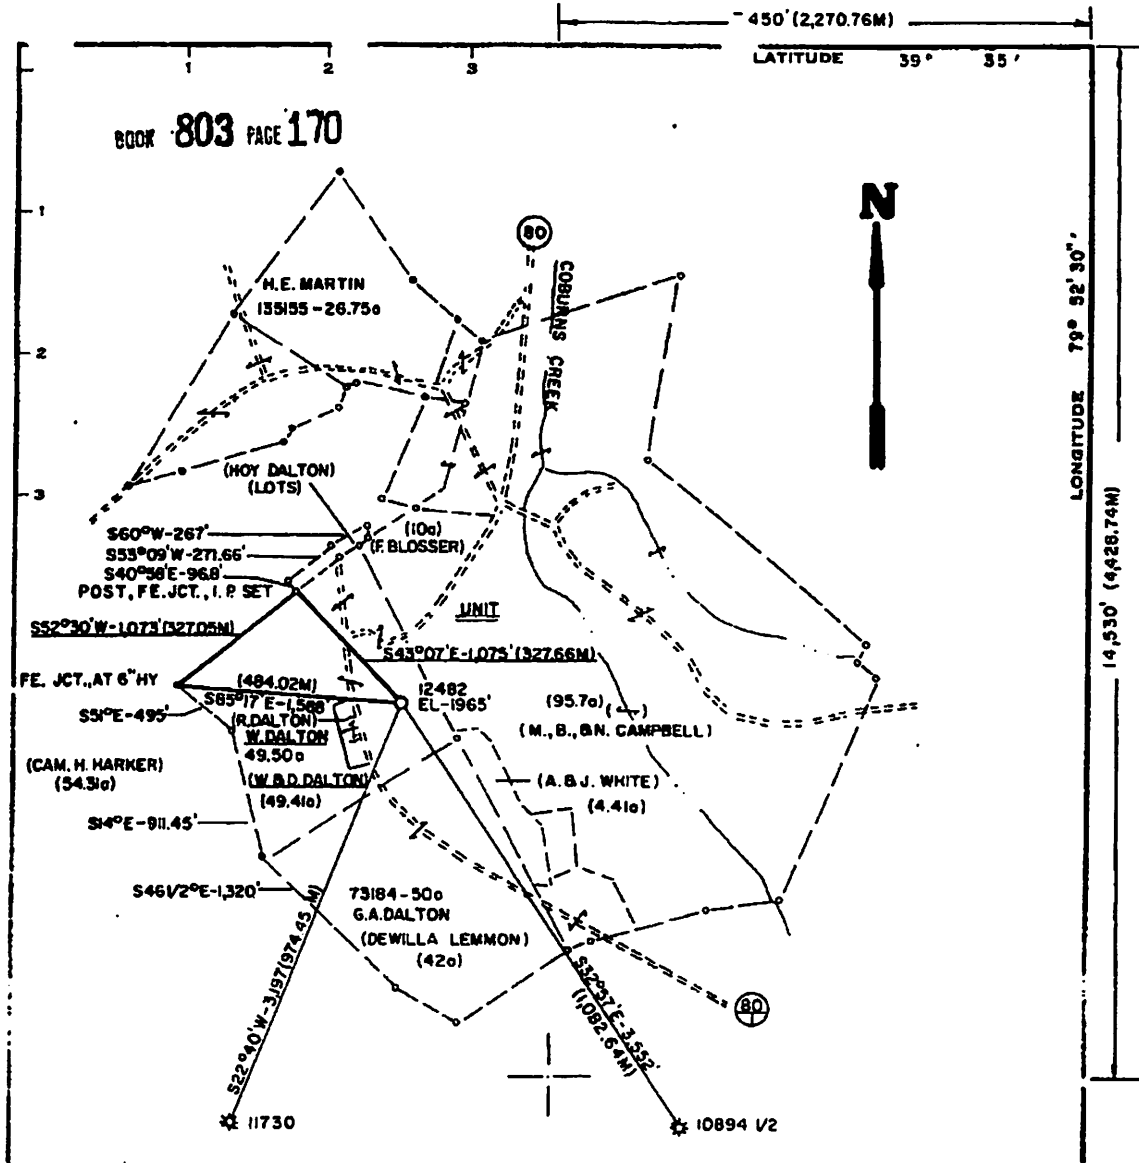 450' (2,270.76M)
LATITUDE 39° 35'
1 2 3
BOOK 803 PAGE 170
N
1
80
H.E. MARTIN
135155-26.75a
COBURNS CREEK
LONGITUDE 79° 52' 30"
2
3
(HOY DALTON)
(LOTS)
S60°W-267'
S53°09'W-271.66'
S40°58'E-96.8'
POST, FE. JCT., I.P. SET
(10a)
(F. BLOSSER)
UNIT
14,530' (4,428.74M)
S52°30'W-1,073' (327.05M)
S43°07'E-1,075' (327.66M)
FE. JCT., AT 6" HY
(484.02M)
S85°17'E-1,588'
12482
EL-1965'
S51°E-495'
(R.DALTON)
W.DALTON
49.50a
(95.7a)
(M., B., & N. CAMPBELL)
(CAM. H. HARKER)
(54.31a)
(W & D. DALTON)
(49.41a)
(A. & J. WHITE)
(4.41a)
S14°E-911.45'
S46 1/2°E-1,320'
73184-50a
G.A.DALTON
(DEWILLA LEMMON)
(42a)
S22°40'W-3,197' (974.45 M)
S32°57'E-3,552'
(1,082.64M)
80
1
11730
10894 1/2